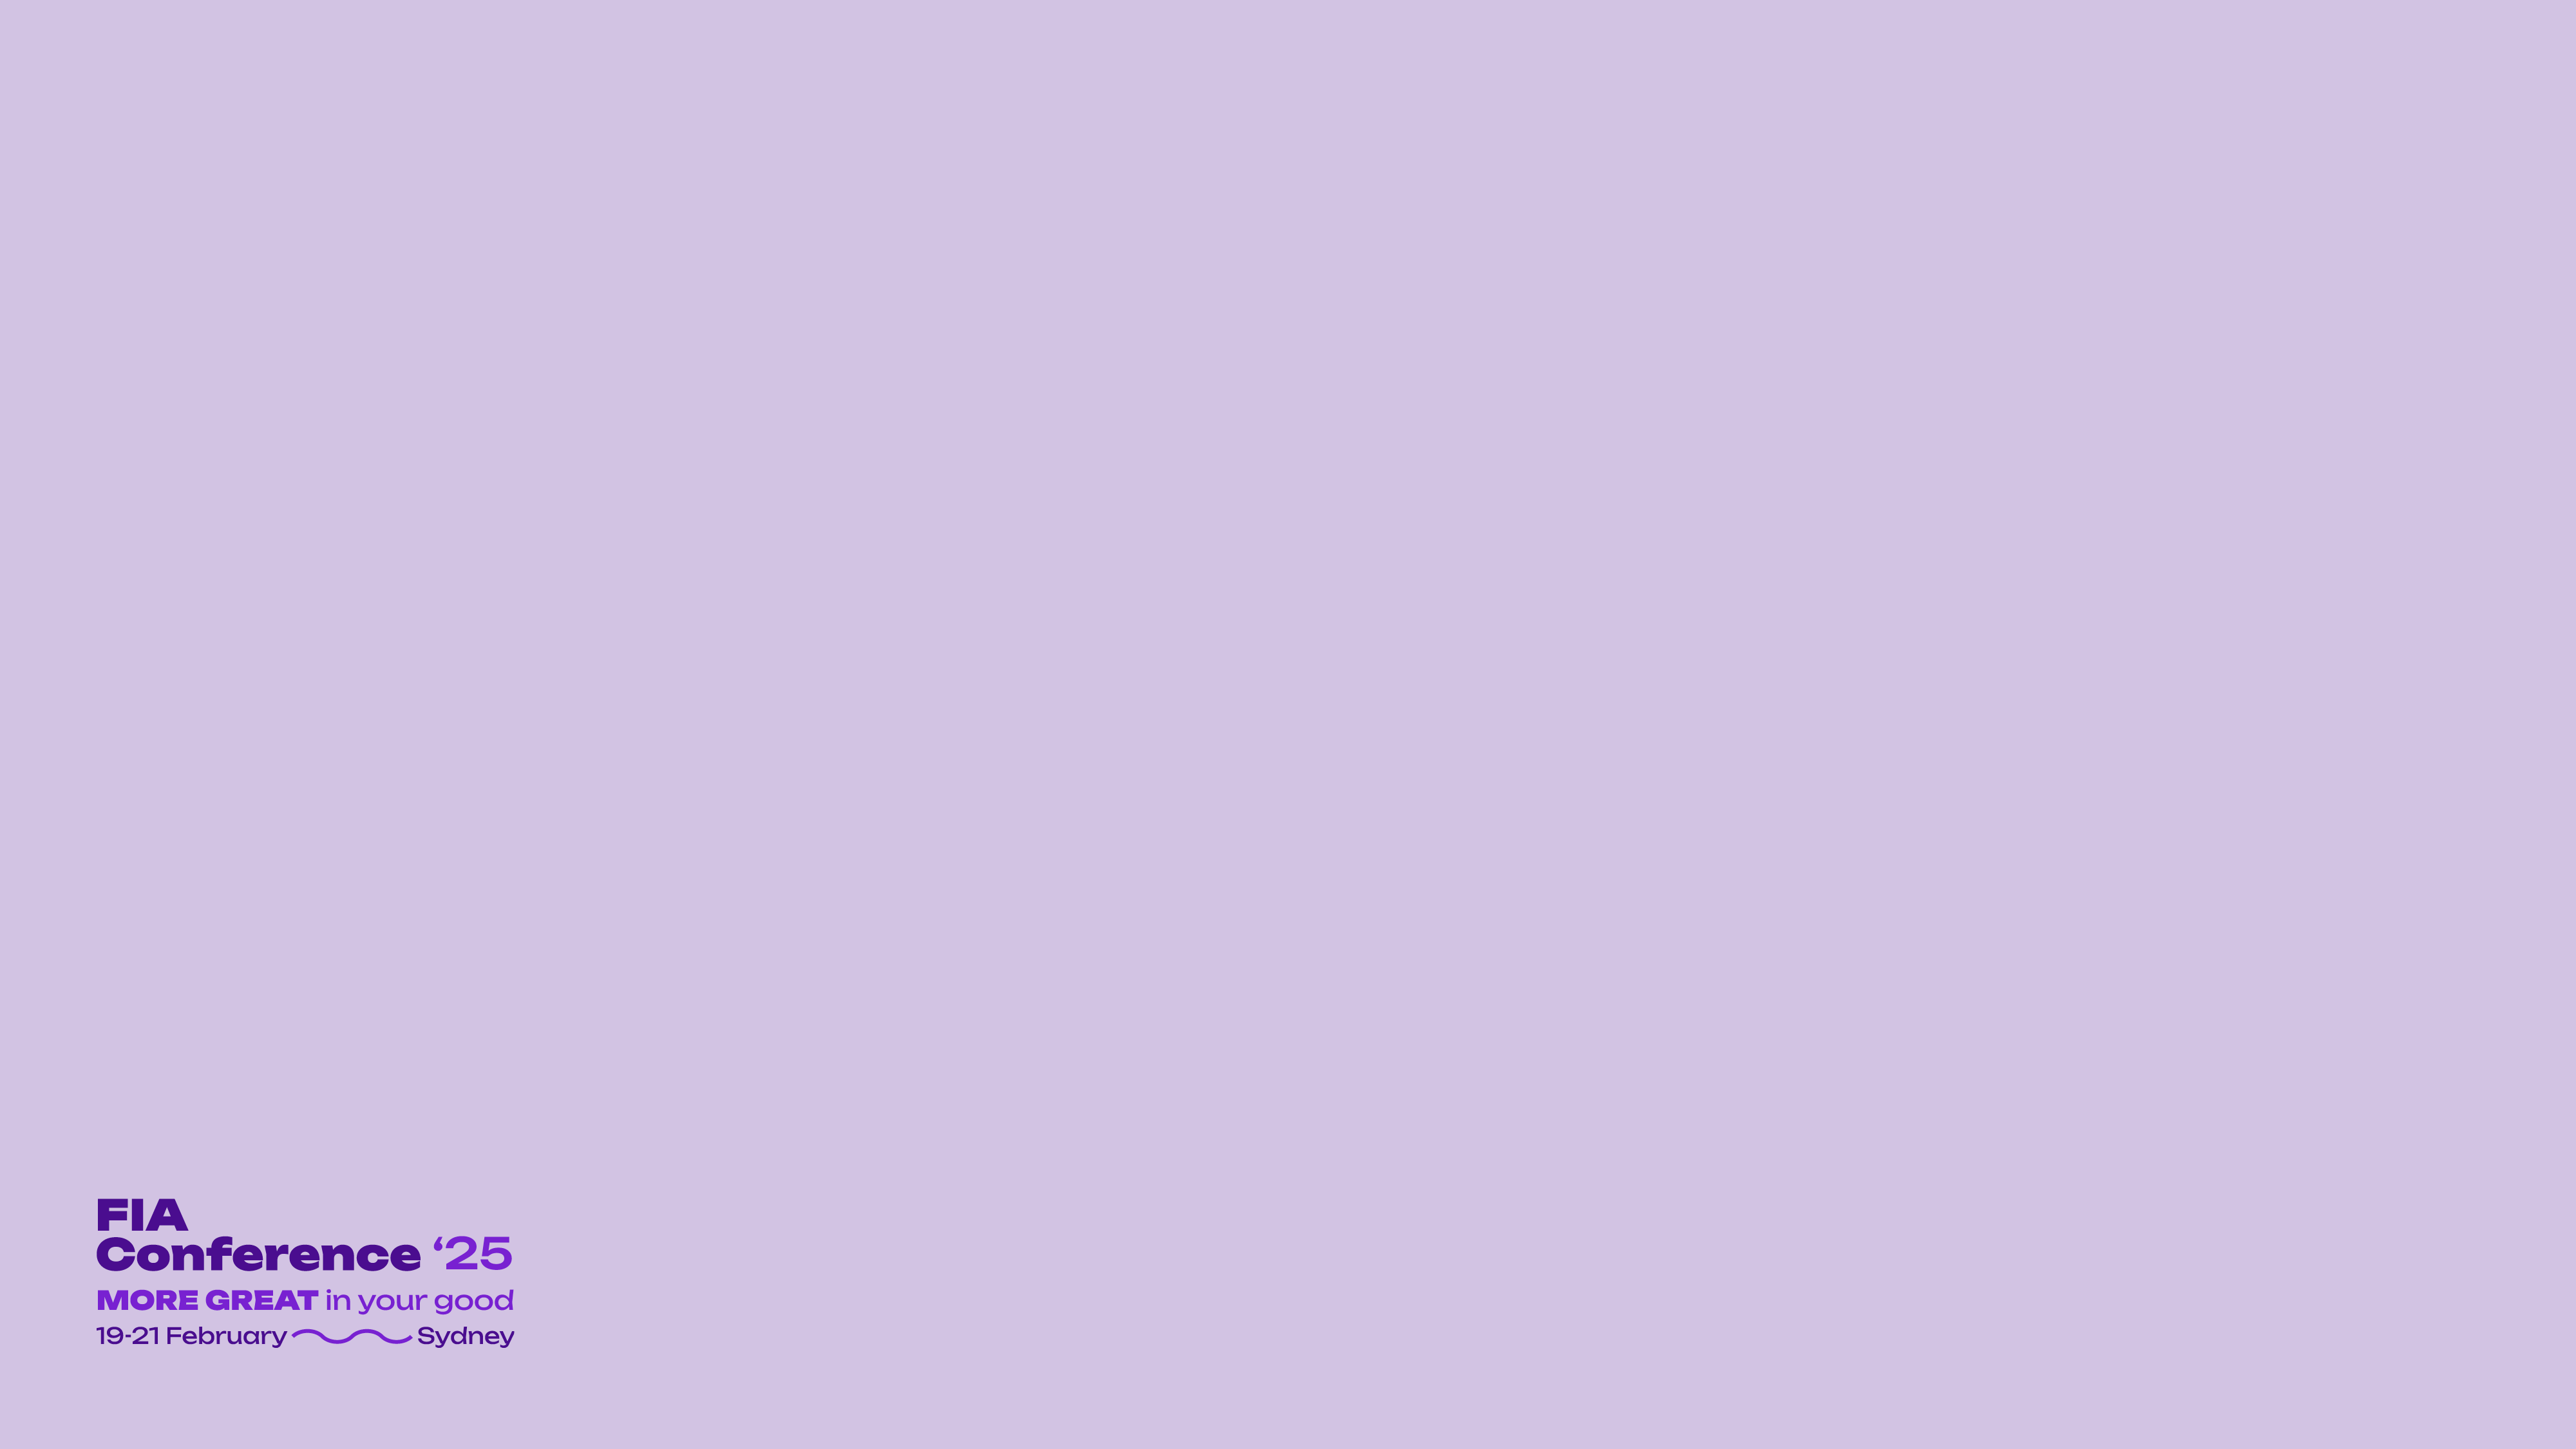 FIA
Conference ‘25
MORE GREAT in your good
19-21 February Sydney